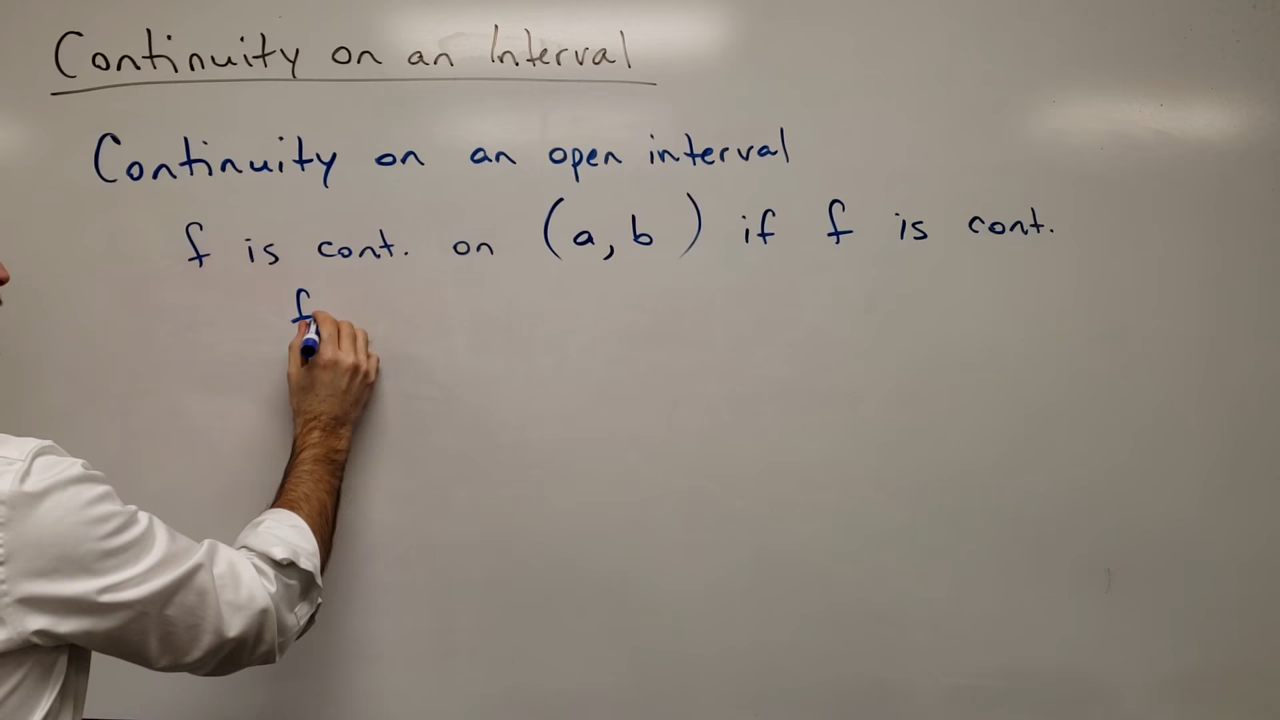 Continuity on an Interval
Continuity on an open interval
f is cont. on (a, b) if f is cont.
f